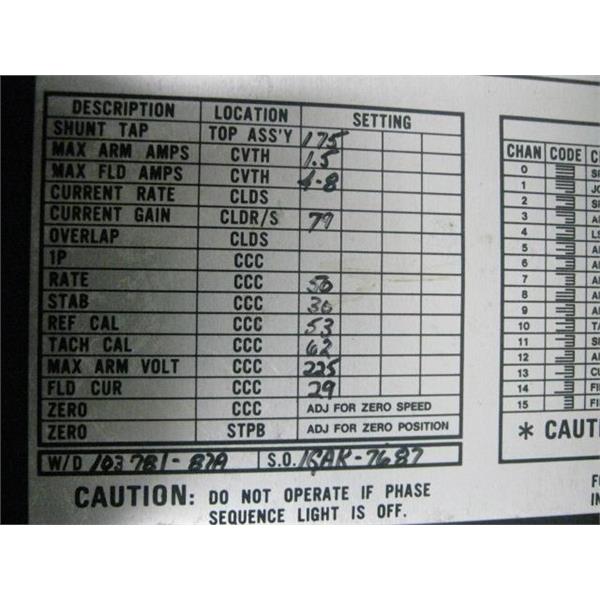 DESCRIPTION LOCATION SETTING
SHUNT TAP TOP ASS'Y 175
MAX ARM AMPS CVTH 1.5
MAX FLD AMPS CVTH 4-8
CURRENT RATE CLDS
CURRENT GAIN CLDR/S 79
OVERLAP CLDS
1P CCC
RATE CCC 50
STAB CCC 30
REF CAL CCC 53
TACH CAL CCC 62
MAX ARM VOLT CCC 225
FLD CUR CCC 29
ZERO CCC ADJ FOR ZERO SPEED
ZERO STPB ADJ FOR ZERO POSITION
W/D 103781-87A S.O. -7687
CAUTION: DO NOT OPERATE IF PHASE
SEQUENCE LIGHT IS OFF.
CHAN CODE
0
1
2
3
4
5
6
7
8
9
10
11
12
13
14
15
* CAUT